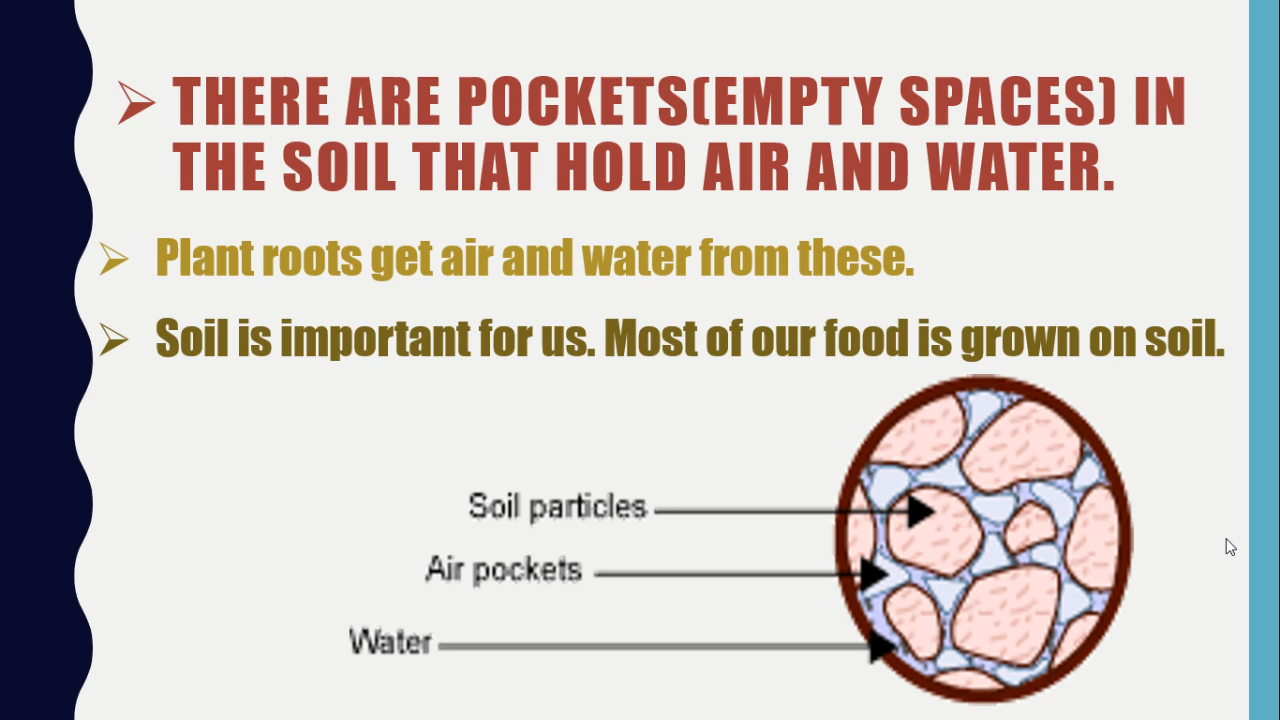 THERE ARE POCKETS(EMPTY SPACES) IN
THE SOIL THAT HOLD AIR AND WATER.
Plant roots get air and water from these.
Soil is important for us. Most of our food is grown on soil.
Soil particles
Air pockets
Water